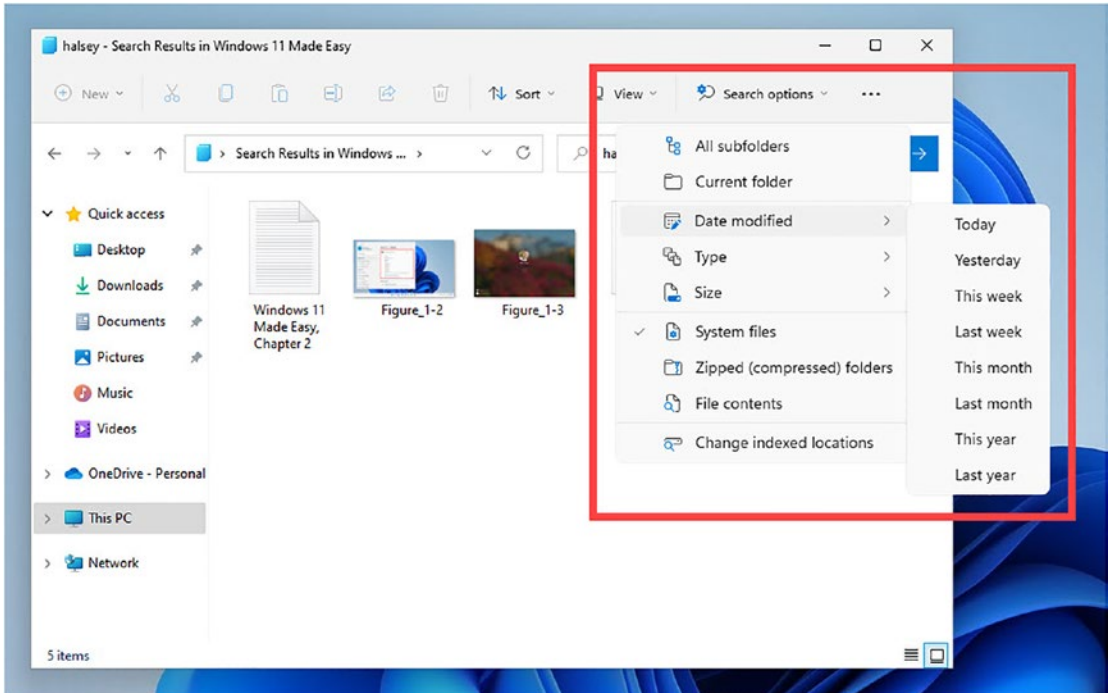 halsey - Search Results in Windows 11 Made Easy
New
Sort
View
Search options
Search Results in Windows ...
ha
Quick access
Desktop
Downloads
Documents
Pictures
Music
Videos
OneDrive - Personal
This PC
Network
Windows 11
Made Easy,
Chapter 2
Figure_1-2
Figure_1-3
All subfolders
Current folder
Date modified
Type
Size
System files
Zipped (compressed) folders
File contents
Change indexed locations
Today
Yesterday
This week
Last week
This month
Last month
This year
Last year
5 items